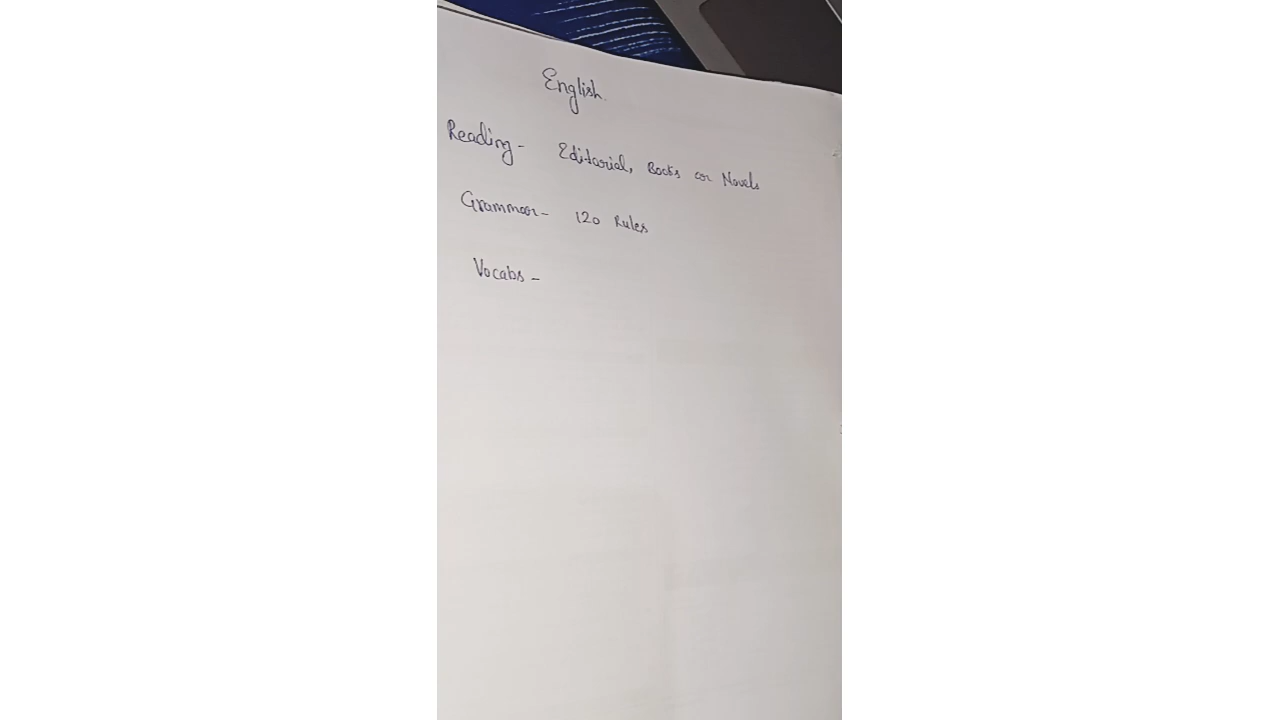 English.
Reading - Editorial, Books or Novels
Grammar - 120 Rules
Vocabs -